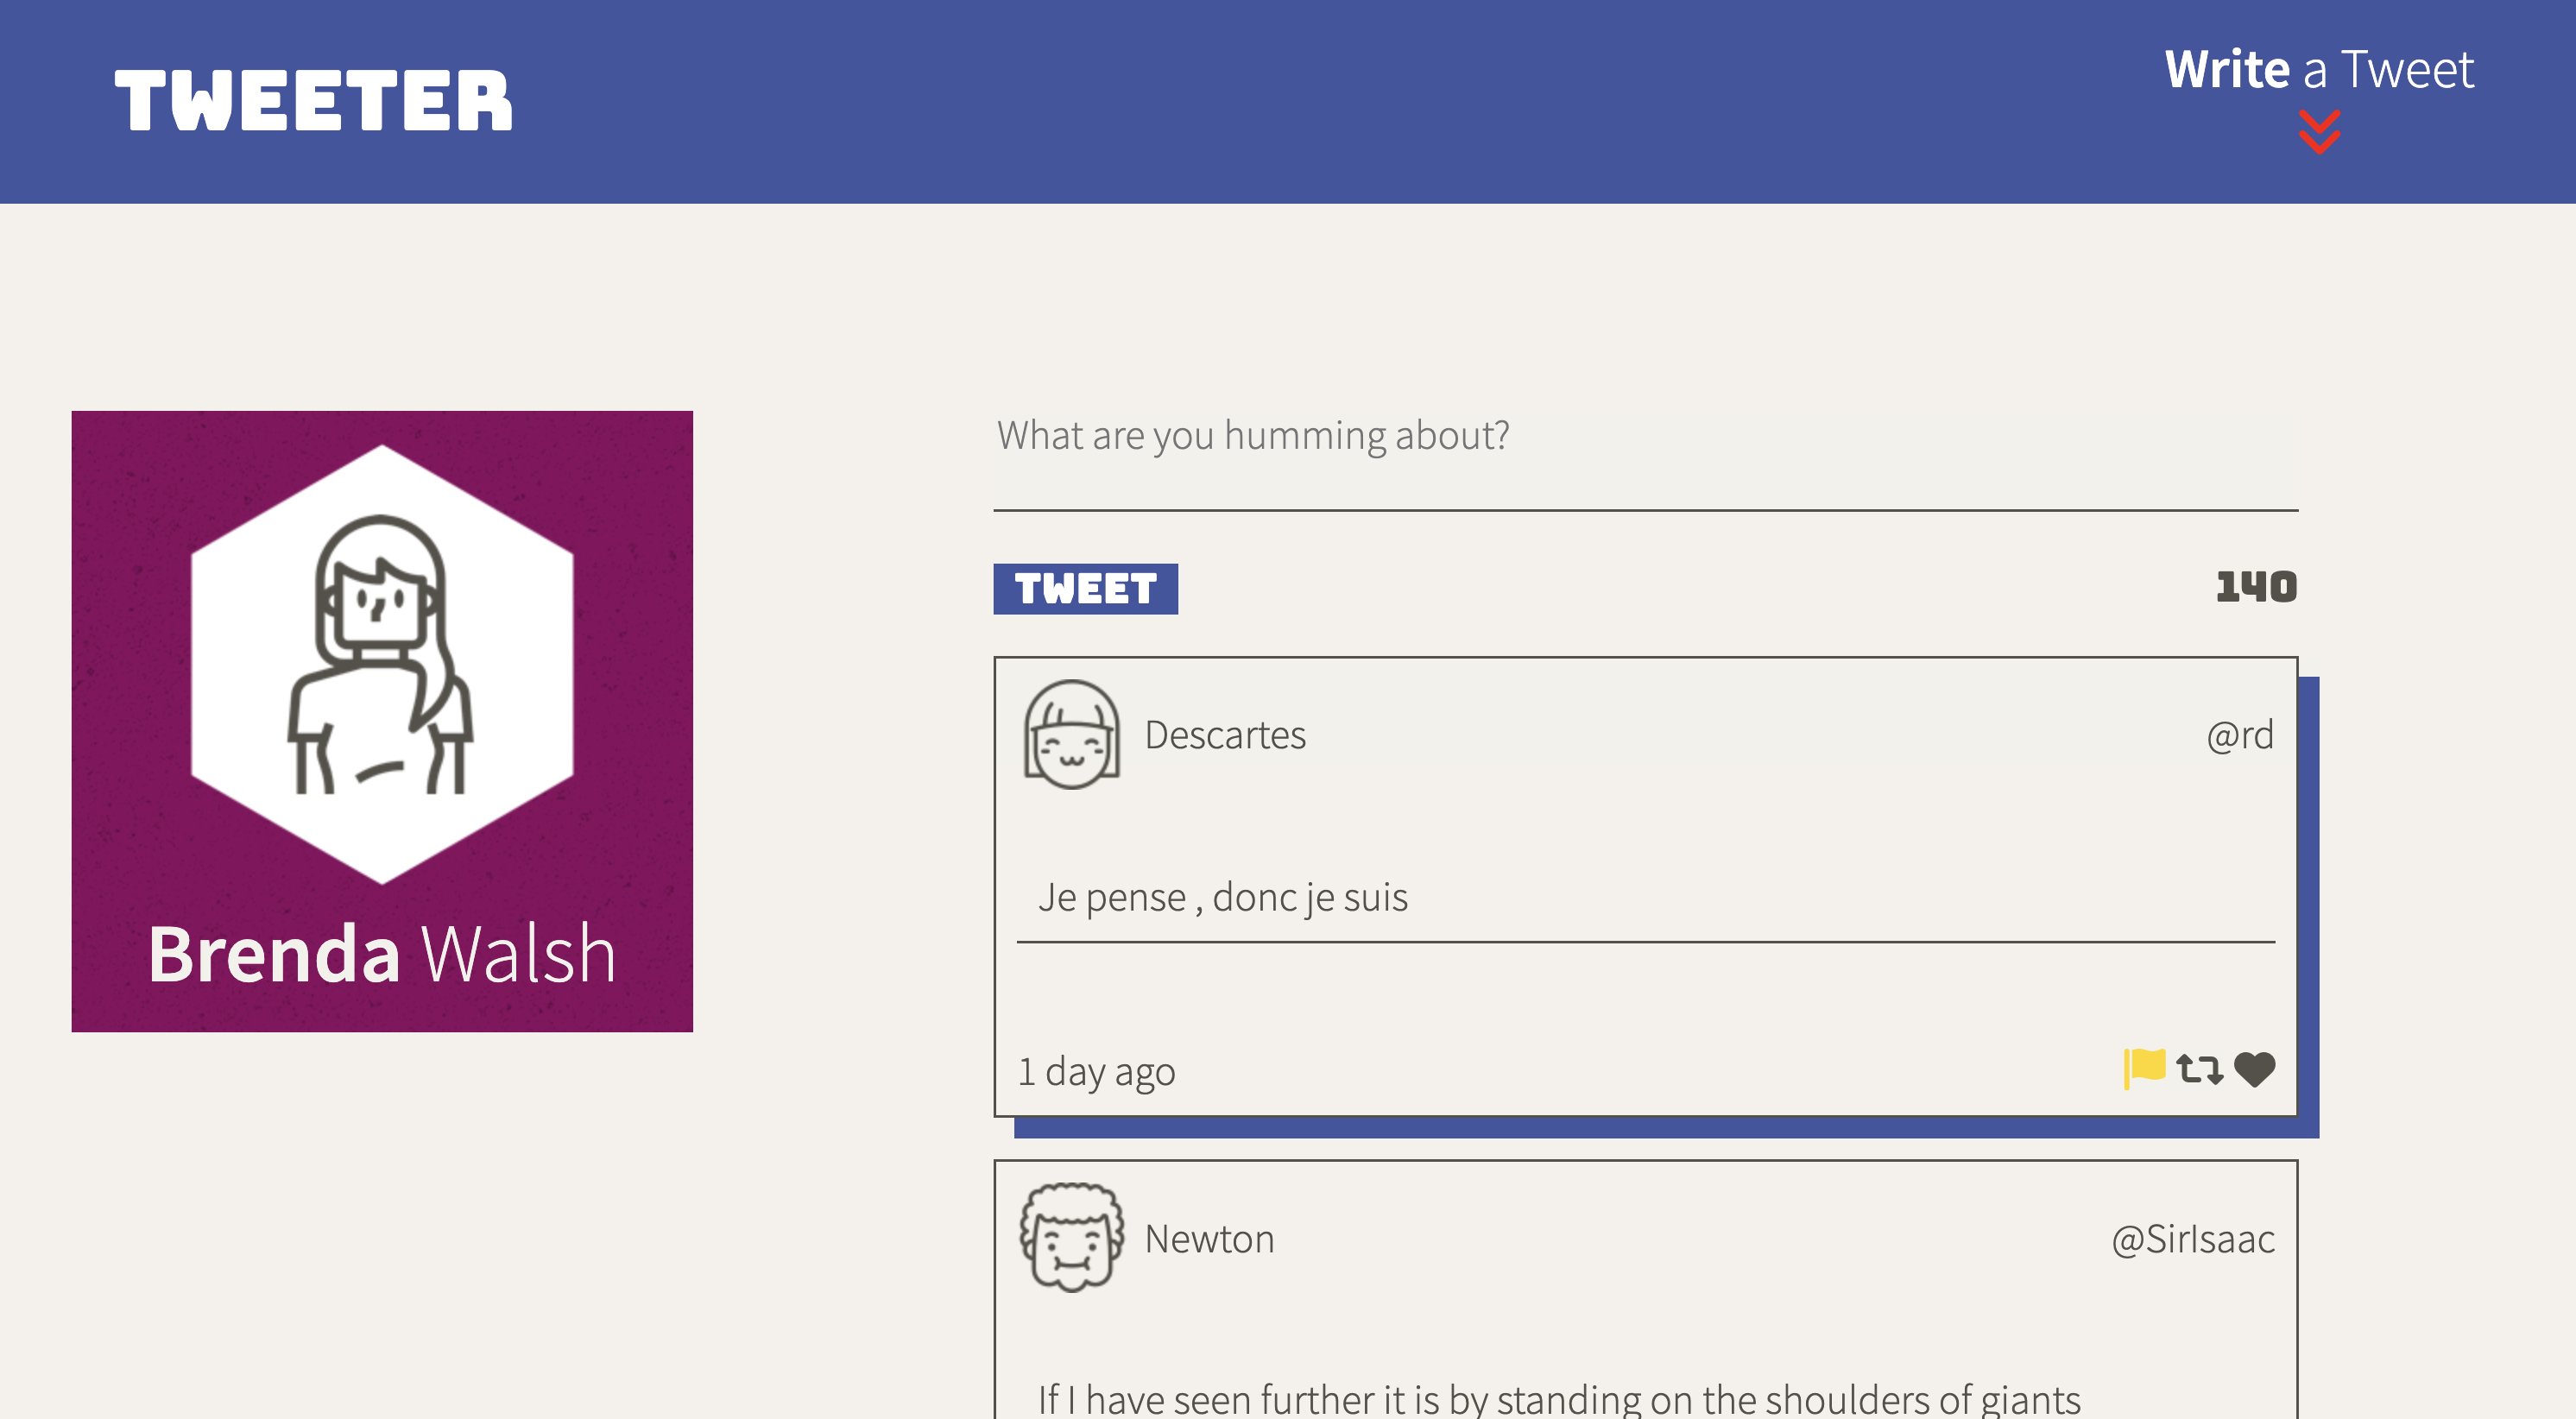 TWEETER
Write a Tweet
Brenda Walsh
What are you humming about?
TWEET
140
Descartes
@rd
Je pense , donc je suis
1 day ago
Newton
@SirIsaac
If I have seen further it is by standing on the shoulders of giants